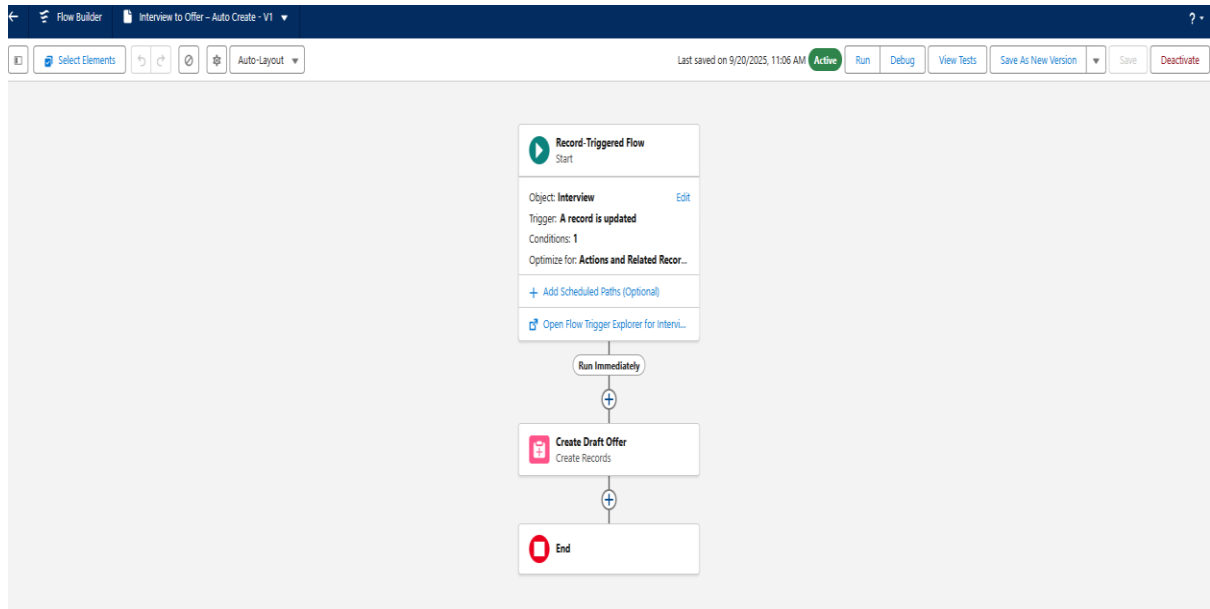 Flow Builder Interview to Offer – Auto Create - V1 ?
Select Elements Auto-Layout Last saved on 9/20/2025, 11:06 AM Active Run Debug View Tests Save As New Version Save Deactivate
Record-Triggered Flow
Start
Object: Interview Edit
Trigger: A record is updated
Conditions: 1
Optimize for: Actions and Related Recor...
+ Add Scheduled Paths (Optional)
Open Flow Trigger Explorer for Intervi...
Run Immediately
Create Draft Offer
Create Records
End